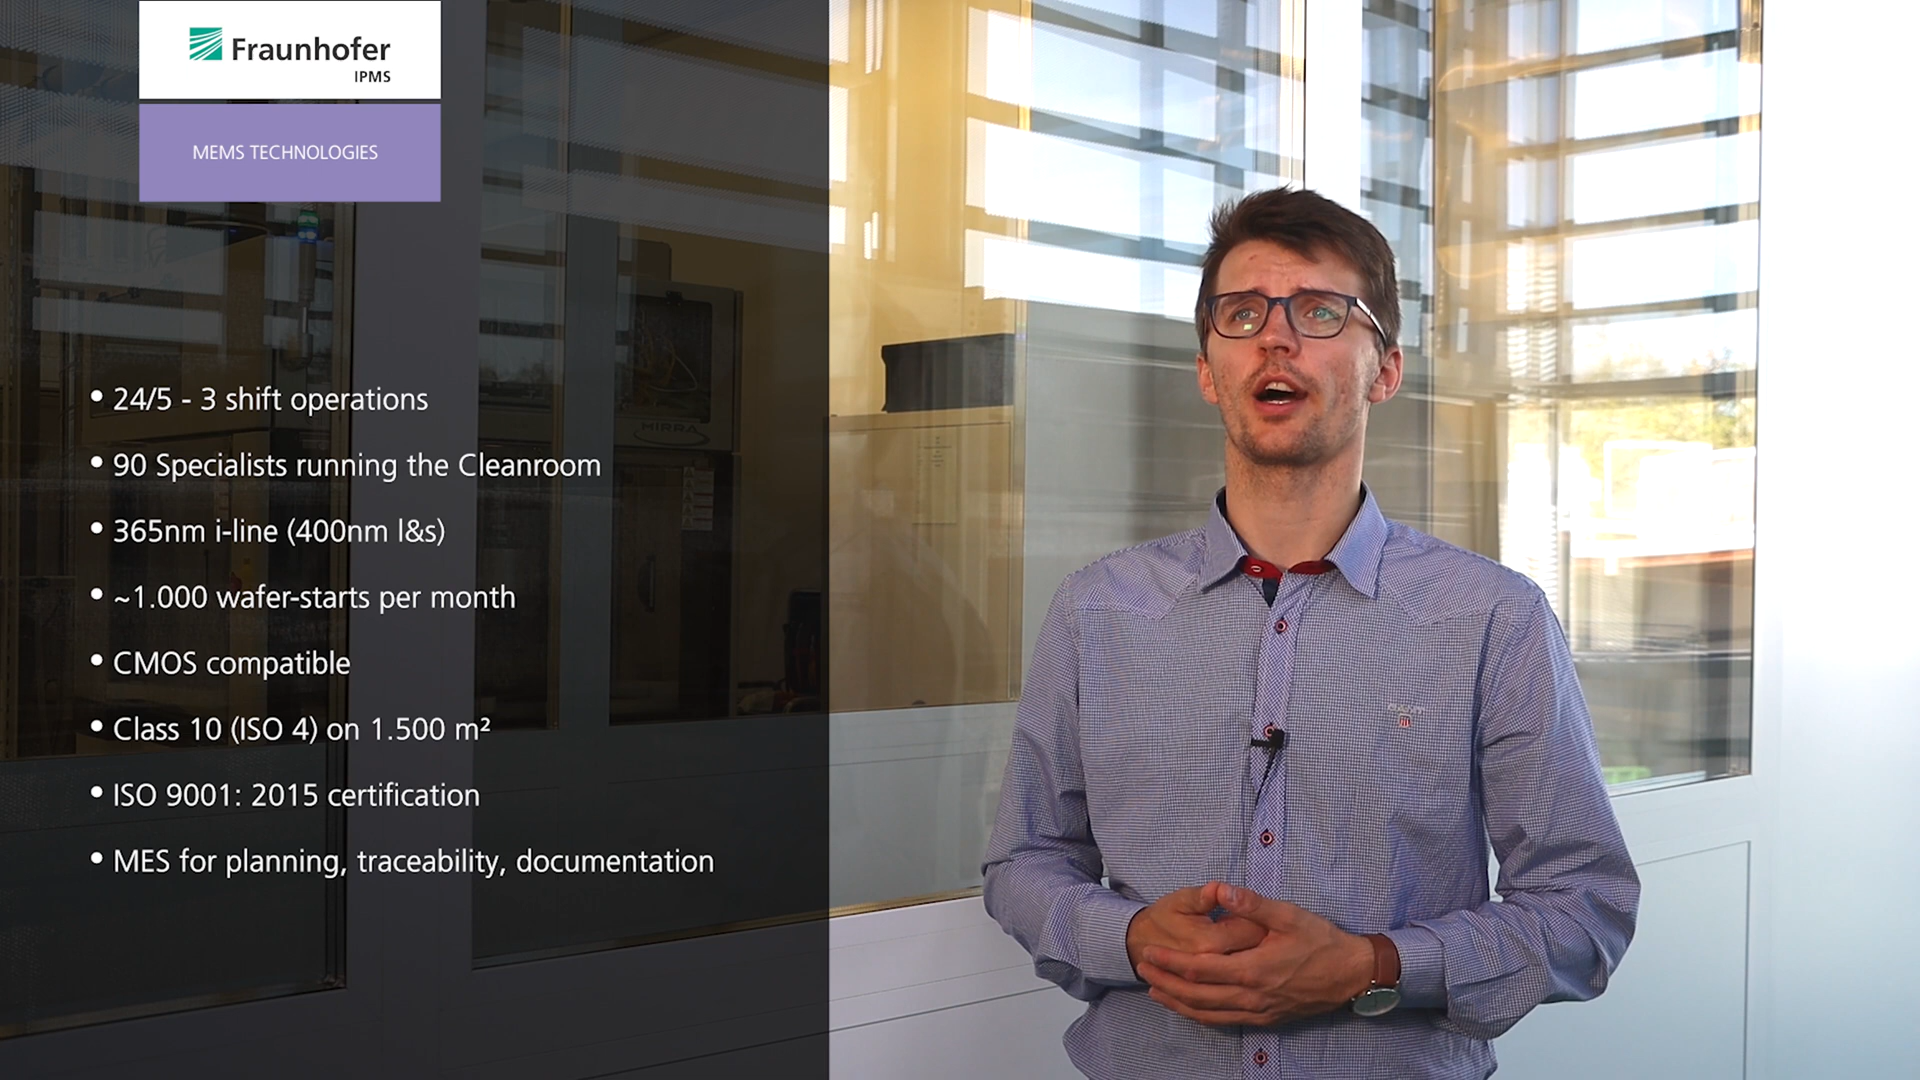 Fraunhofer
IPMS
MEMS TECHNOLOGIES
• 24/5 - 3 shift operations
• 90 Specialists running the Cleanroom
• 365nm i-line (400nm l&s)
• ~1.000 wafer-starts per month
• CMOS compatible
• Class 10 (ISO 4) on 1.500 m²
• ISO 9001: 2015 certification
• MES for planning, traceability, documentation
MIRRA